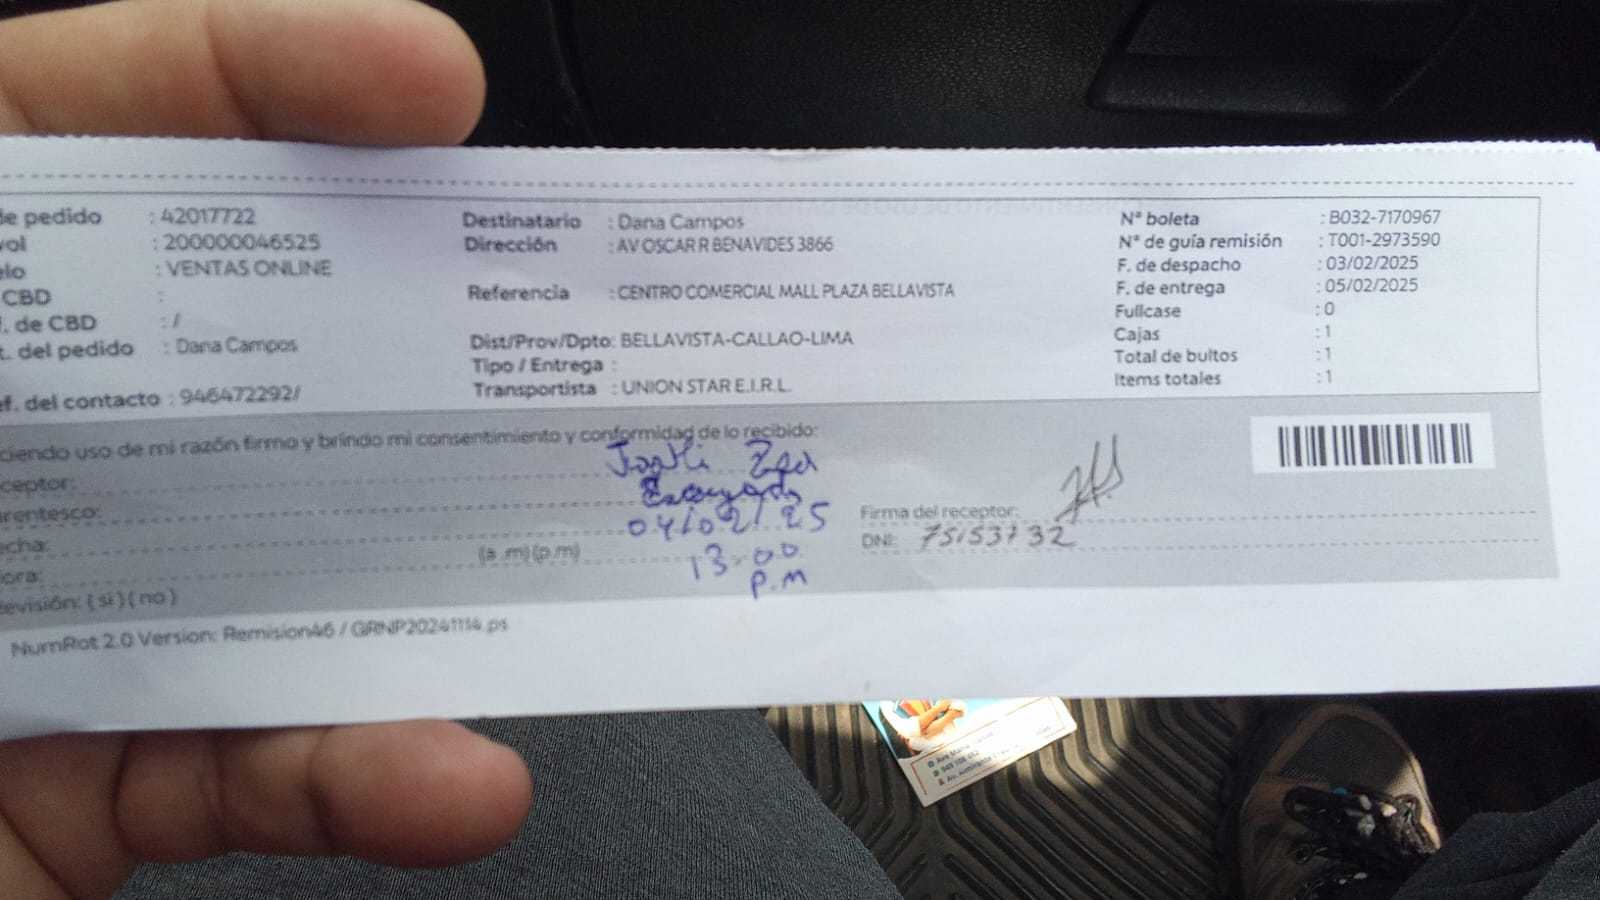 de pedido : 42017722
vol : 200000046525
elo : VENTAS ONLINE
CBD :
f. de CBD : /
t. del pedido : Dana Campos
ef. del contacto : 946472292/
Destinatario : Dana Campos
Dirección : AV OSCAR R BENAVIDES 3866
Referencia : CENTRO COMERCIAL MALL PLAZA BELLAVISTA
Dist/Prov/Dpto: BELLAVISTA-CALLAO-LIMA
Tipo / Entrega :
Transportista : UNION STAR E.I.R.L.
Nº boleta : B032-7170967
Nº de guía remisión : T001-2973590
F. de despacho : 03/02/2025
F. de entrega : 05/02/2025
Fullcase : 0
Cajas : 1
Total de bultos : 1
Items totales : 1
ciendo uso de mi razón firmo y brindo mi consentimiento y conformidad de lo recibido:
ceptor:
arentesco: Encargado
echa: 04/02/25
ora: (a .m) (p.m) 13:00
p.m
evisión: ( si ) ( no )
Firma del receptor:
DNI: 75153732
NumRot 2.0 Version: Remision46 / GRNP20241114.ps